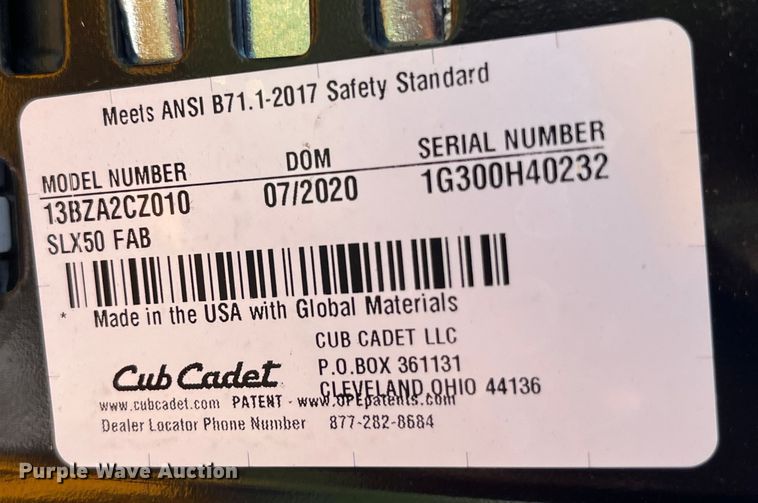 Meets ANSI B71.1-2017 Safety Standard
MODEL NUMBER DOM SERIAL NUMBER
13BZA2CZ010 07/2020 1G300H40232
SLX50 FAB
* Made in the USA with Global Materials
CUB CADET LLC
Cub Cadet P.O.BOX 361131
CLEVELAND OHIO 44136
www.cubcadet.com PATENT - www.OPEpatents.com
Dealer Locator Phone Number 877-282-8684
Purple Wave Auction